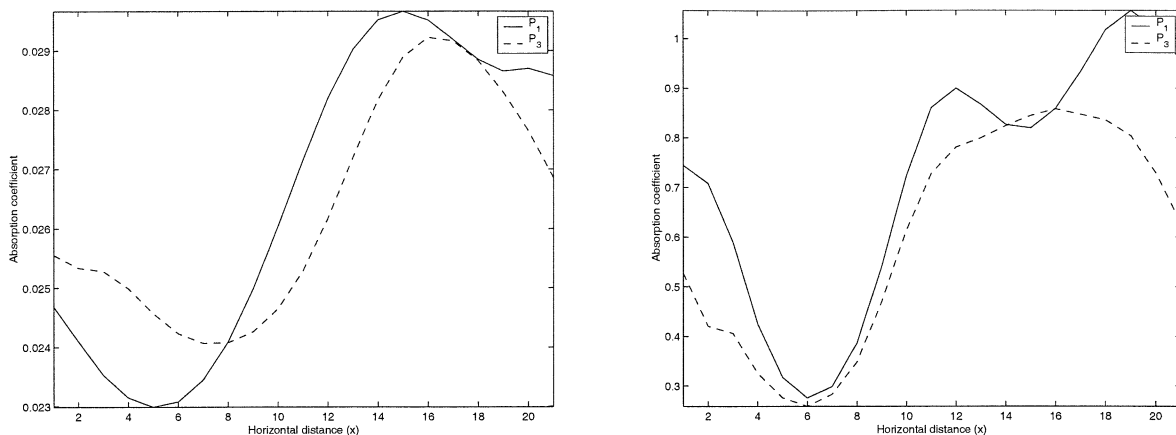 P1
P3
0.029
0.028
0.027
0.026
0.025
0.024
0.023
Absorption coefficient
2 4 6 8 10 12 14 16 18 20
Horizontal distance (x)
P1
P3
1
0.9
0.8
0.7
0.6
0.5
0.4
0.3
Absorption coefficient
2 4 6 8 10 12 14 16 18 20
Horizontal distance (x)